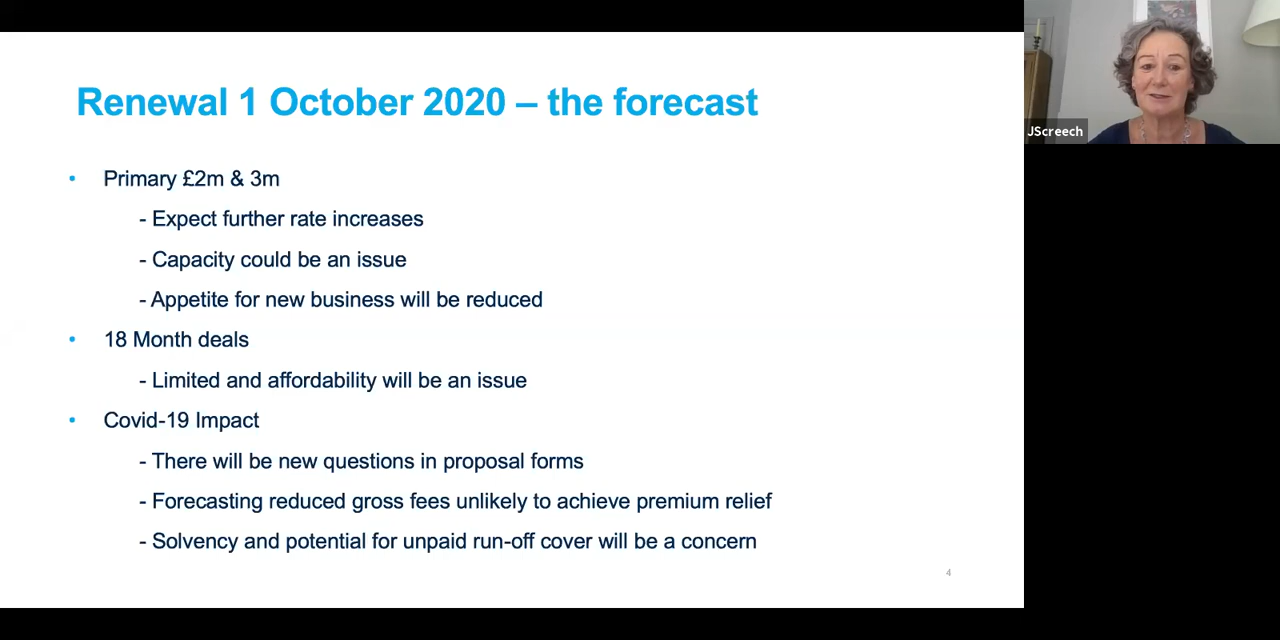 Renewal 1 October 2020 – the forecast
• Primary £2m & 3m
- Expect further rate increases
- Capacity could be an issue
- Appetite for new business will be reduced
• 18 Month deals
- Limited and affordability will be an issue
• Covid-19 Impact
- There will be new questions in proposal forms
- Forecasting reduced gross fees unlikely to achieve premium relief
- Solvency and potential for unpaid run-off cover will be a concern
4
JScreech